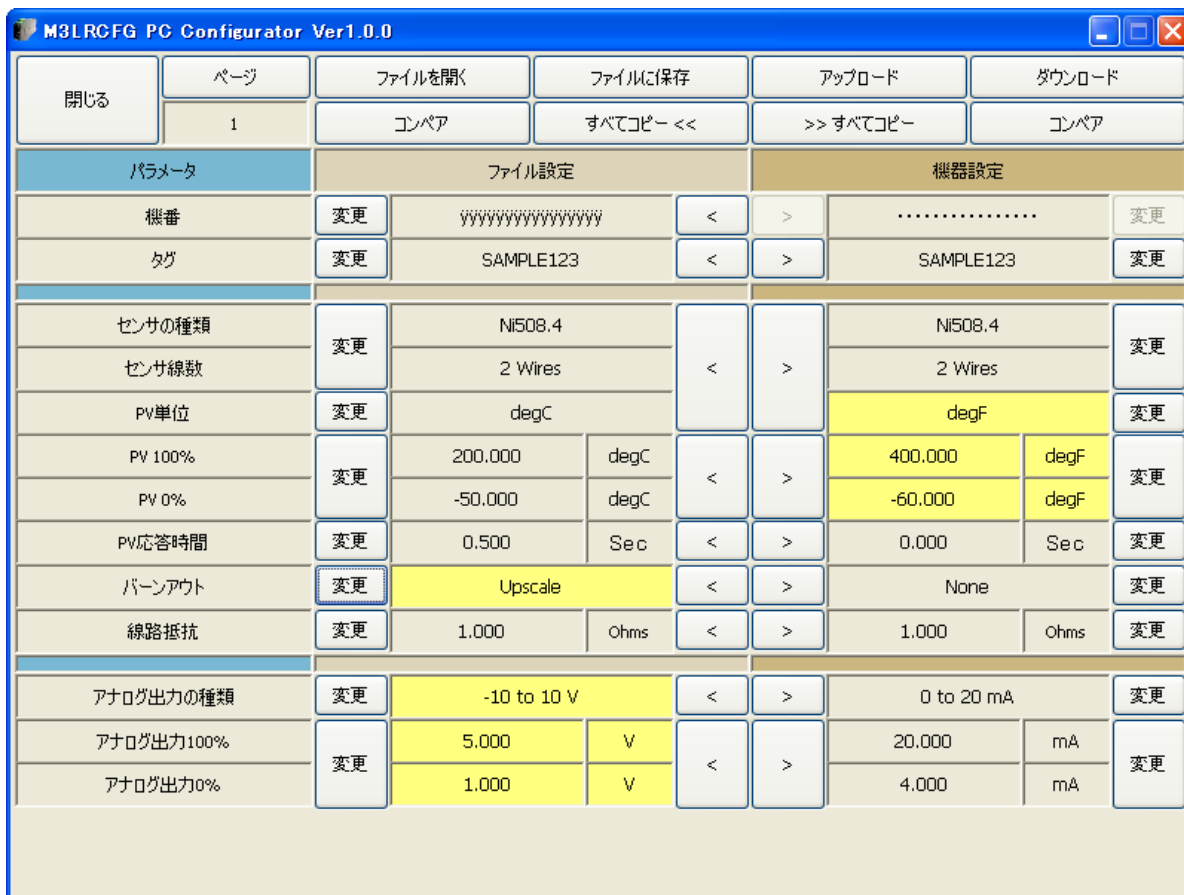 M3LRCFG PC Configurator Ver1.0.0
閉じる ページ ファイルを開く ファイルに保存 アップロード ダウンロード
1 コンペア すべてコピー << >> すべてコピー コンペア
パラメータ ファイル設定 機器設定
機番 変更 ÿÿÿÿÿÿÿÿÿÿÿÿÿÿÿÿ < > ················ 変更
タグ 変更 SAMPLE123 < > SAMPLE123 変更
センサの種類 変更 Ni508.4 < > Ni508.4 変更
センサ線数 2 Wires 2 Wires
PV単位 変更 degC degF 変更
PV 100% 変更 200.000 degC < > 400.000 degF 変更
PV 0% -50.000 degC -60.000 degF
PV応答時間 変更 0.500 Sec < > 0.000 Sec 変更
バーンアウト 変更 Upscale < > None 変更
線路抵抗 変更 1.000 Ohms < > 1.000 Ohms 変更
アナログ出力の種類 変更 -10 to 10 V < > 0 to 20 mA 変更
アナログ出力100% 変更 5.000 V < > 20.000 mA 変更
アナログ出力0% 1.000 V 4.000 mA